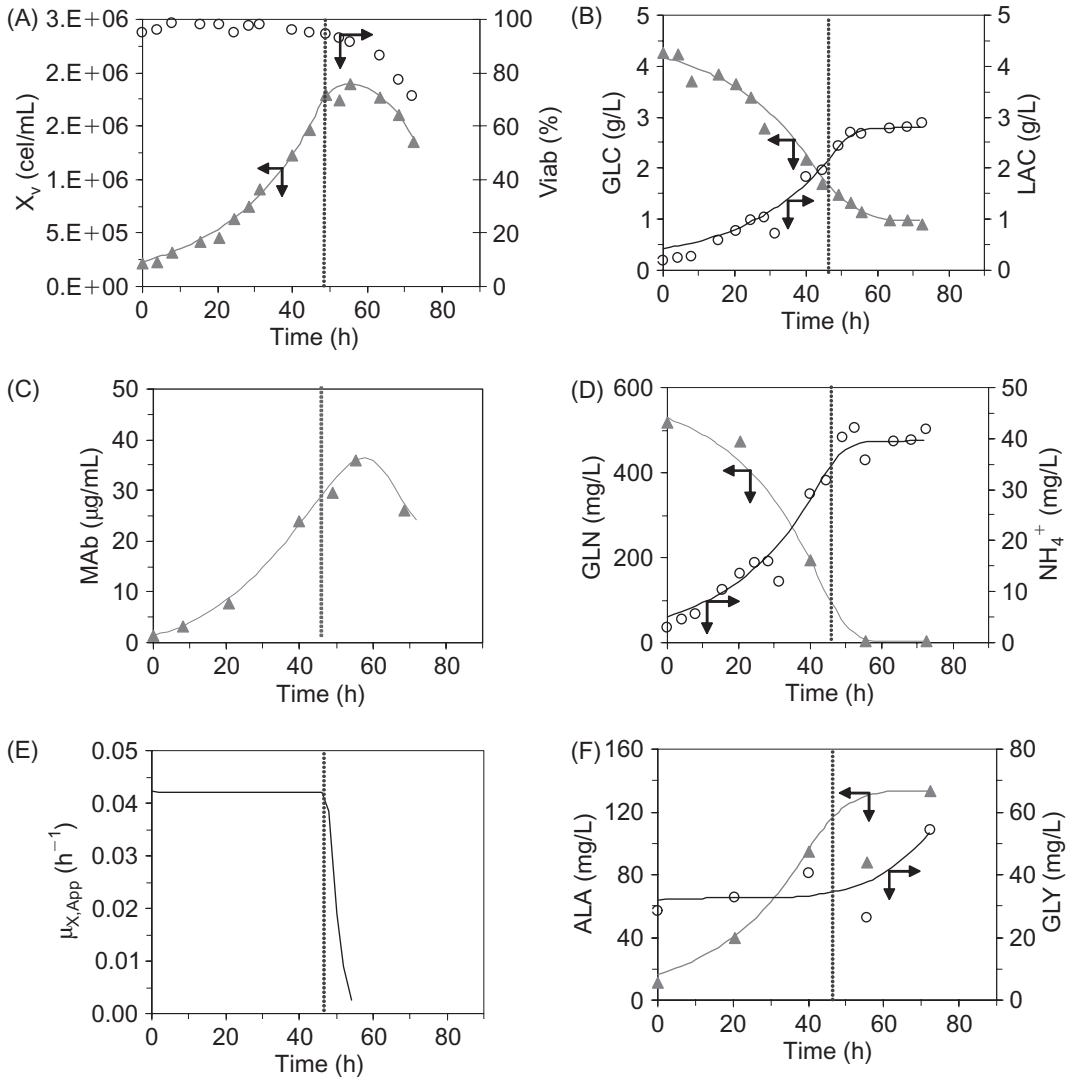 (A)
3.E+06
2.E+06
2.E+06
1.E+06
5.E+05
0.E+00
X_v (cel/mL)
100
80
60
40
20
0
Viab (%)
0 20 40 60 80
Time (h)
(B)
5
4
3
2
1
0
GLC (g/L)
5
4
3
2
1
0
LAC (g/L)
0 20 40 60 80
Time (h)
(C)
50
40
30
20
10
0
MAb (μg/mL)
0 20 40 60 80
Time (h)
(D)
600
400
200
0
GLN (mg/L)
50
40
30
20
10
0
NH₄⁺ (mg/L)
0 20 40 60 80
Time (h)
(E)
0.05
0.04
0.03
0.02
0.01
0.00
μ_X,App (h⁻¹)
0 20 40 60 80
Time (h)
(F)
160
120
80
40
0
ALA (mg/L)
80
60
40
20
0
GLY (mg/L)
0 20 40 60 80
Time (h)